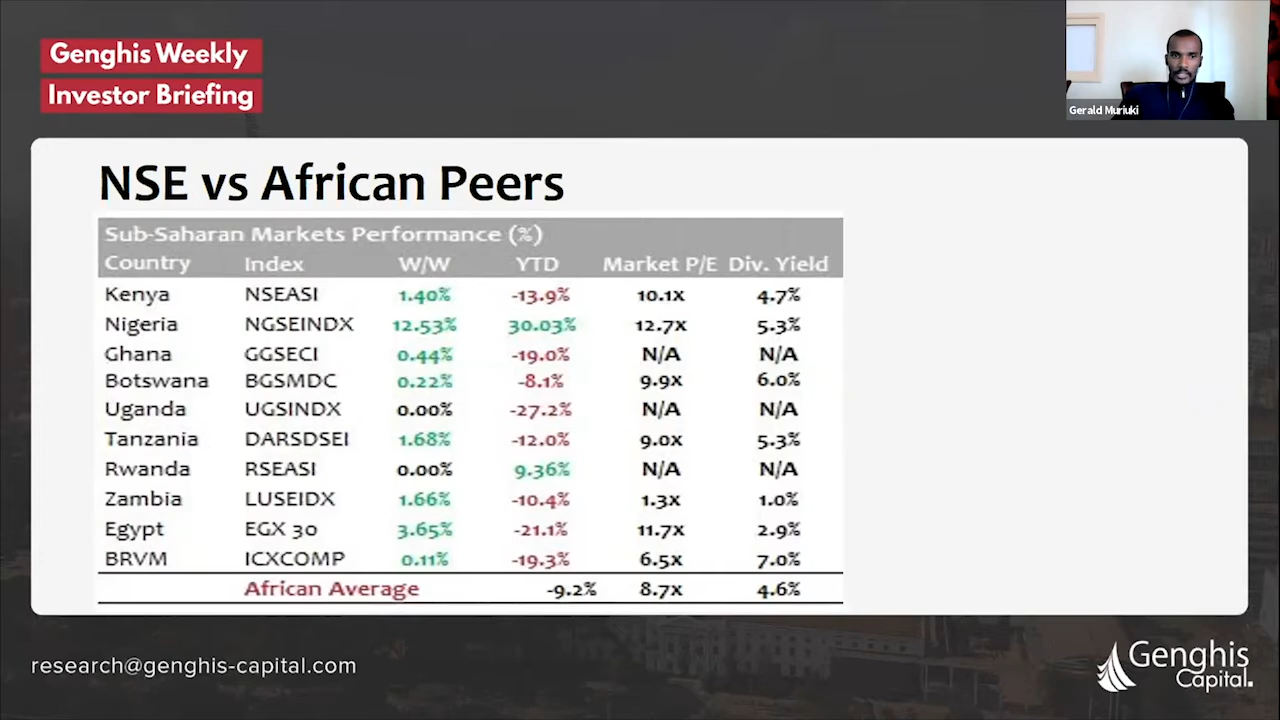 Genghis Weekly
Investor Briefing
Gerald Muriuki
NSE vs African Peers
Sub-Saharan Markets Performance (%)
Country Index W/W YTD Market P/E Div. Yield
Kenya NSEASI 1.40% -13.9% 10.1x 4.7%
Nigeria NGSEINDX 12.53% 30.03% 12.7x 5.3%
Ghana GGSECI 0.44% -19.0% N/A N/A
Botswana BGSMDC 0.22% -8.1% 9.9x 6.0%
Uganda UGSINDX 0.00% -27.2% N/A N/A
Tanzania DARSDSEI 1.68% -12.0% 9.0x 5.3%
Rwanda RSEASI 0.00% 9.36% N/A N/A
Zambia LUSEIDX 1.66% -10.4% 1.3x 1.0%
Egypt EGX 30 3.65% -21.1% 11.7x 2.9%
BRVM ICXCOMP 0.11% -19.3% 6.5x 7.0%
African Average -9.2% 8.7x 4.6%
research@genghis-capital.com
Genghis
Capital.